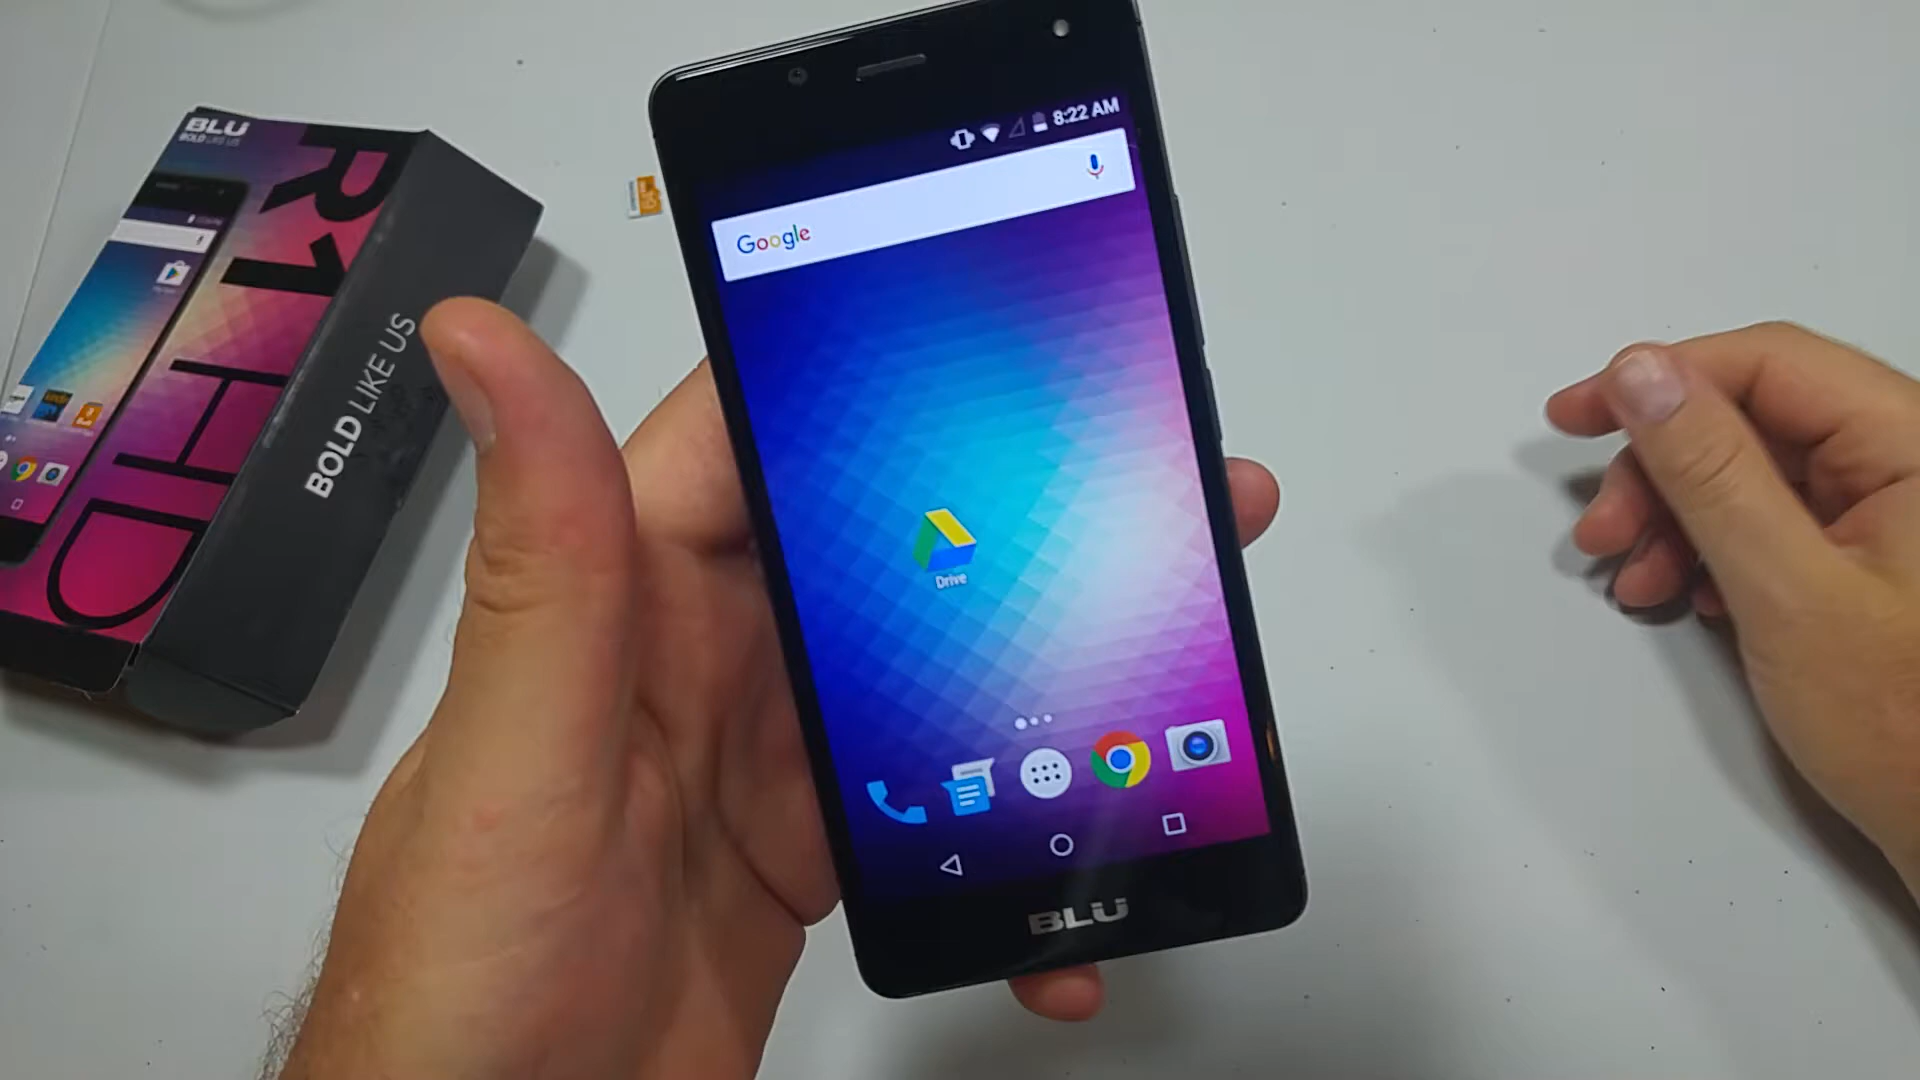 BLU
BOLD LIKE US
R1 HD
BOLD LIKE US
8:22 AM
Google
Drive
BLU